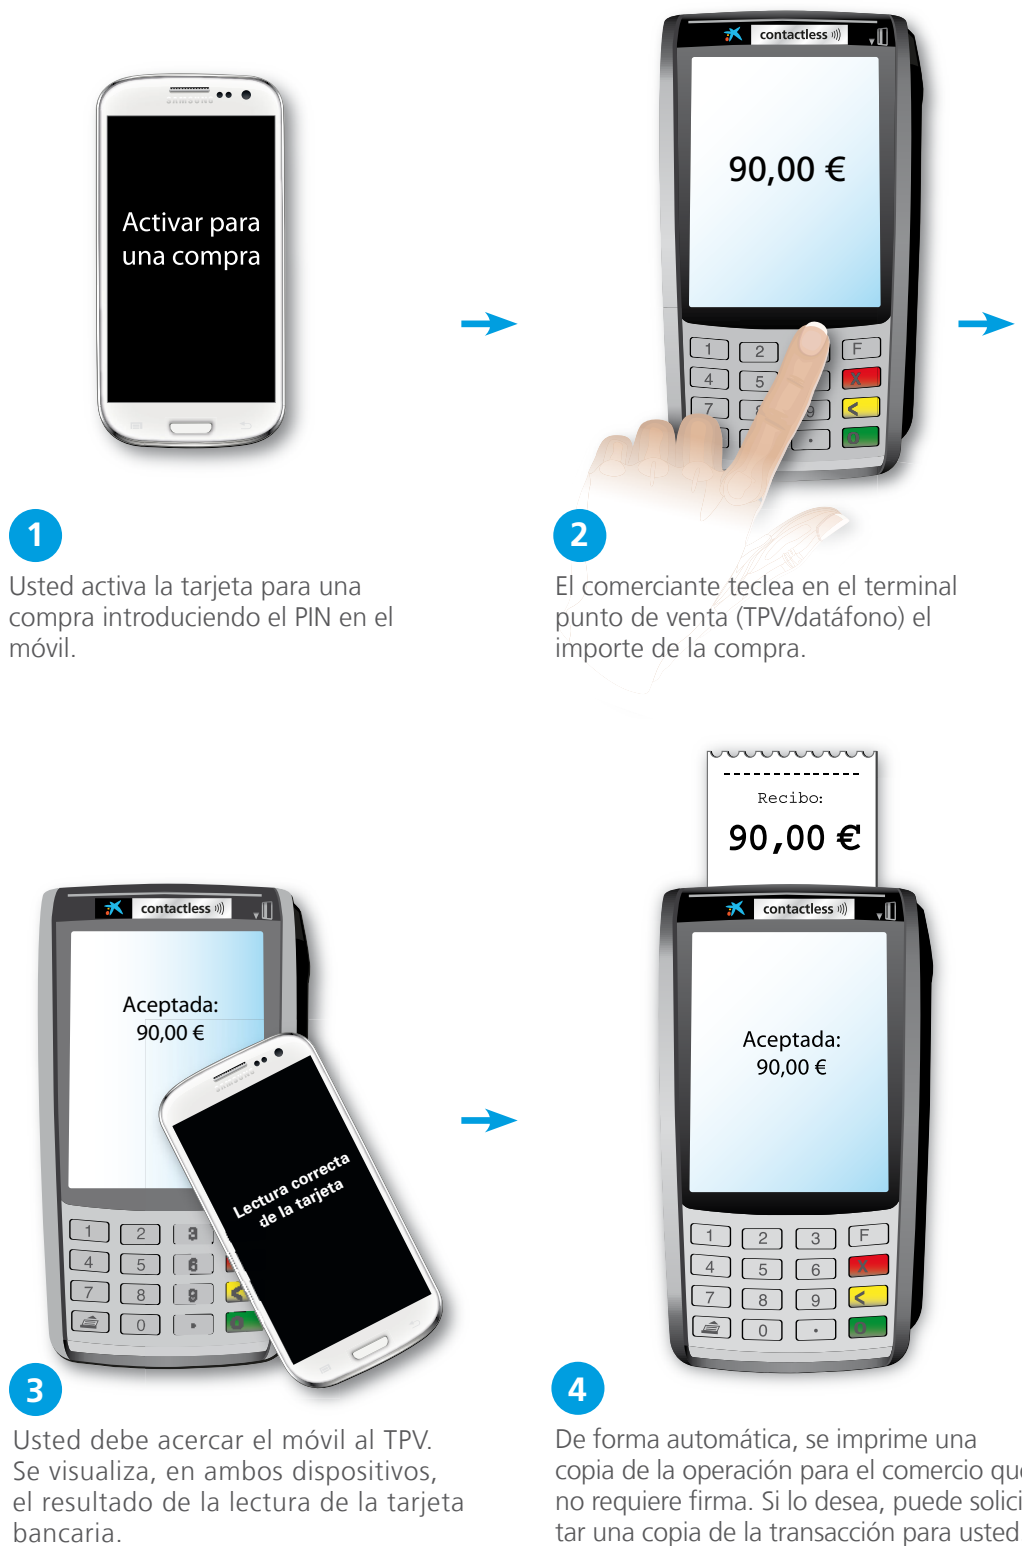 SAMSUNG
Activar para
una compra
contactless
90,00 €
1
2
F
4
5
X
7
8
9
<
.
O
1
Usted activa la tarjeta para una
compra introduciendo el PIN en el
móvil.
2
El comerciante teclea en el terminal
punto de venta (TPV/datáfono) el
importe de la compra.
contactless
Aceptada:
90,00 €
SAMSUNG
Lectura correcta
de la tarjeta
1
2
3
4
5
6
7
8
9
<
0
.
O
3
Usted debe acercar el móvil al TPV.
Se visualiza, en ambos dispositivos,
el resultado de la lectura de la tarjeta
bancaria.
Recibo:
90,00 €
contactless
Aceptada:
90,00 €
1
2
3
F
4
5
6
X
7
8
9
<
0
.
O
4
De forma automática, se imprime una
copia de la operación para el comercio que
no requiere firma. Si lo desea, puede solici
tar una copia de la transacción para usted